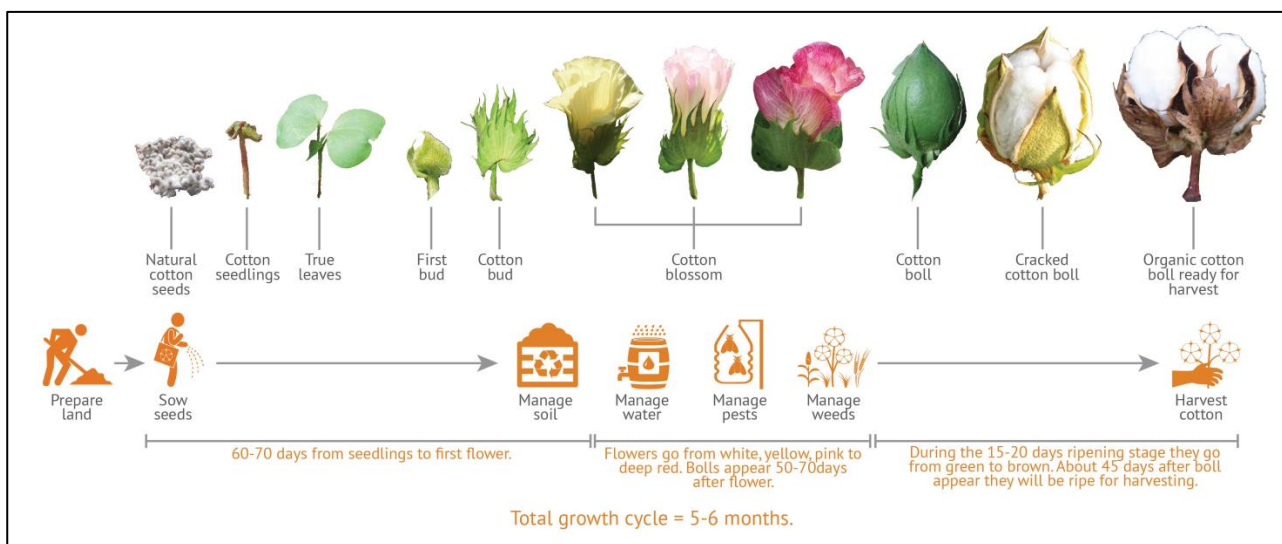 Natural
cotton
seeds
Cotton
seedlings
True
leaves
First
bud
Cotton
bud
Cotton
blossom
Cotton
boll
Cracked
cotton boll
Organic cotton
boll ready for
harvest
Prepare
land
Sow
seeds
Manage
soil
Manage
water
Manage
pests
Manage
weeds
Harvest
cotton
60-70 days from seedlings to first flower.
Flowers go from white, yellow, pink to
deep red. Bolls appear 50-70days
after flower.
During the 15-20 days ripening stage they go
from green to brown. About 45 days after boll
appear they will be ripe for harvesting.
Total growth cycle = 5-6 months.